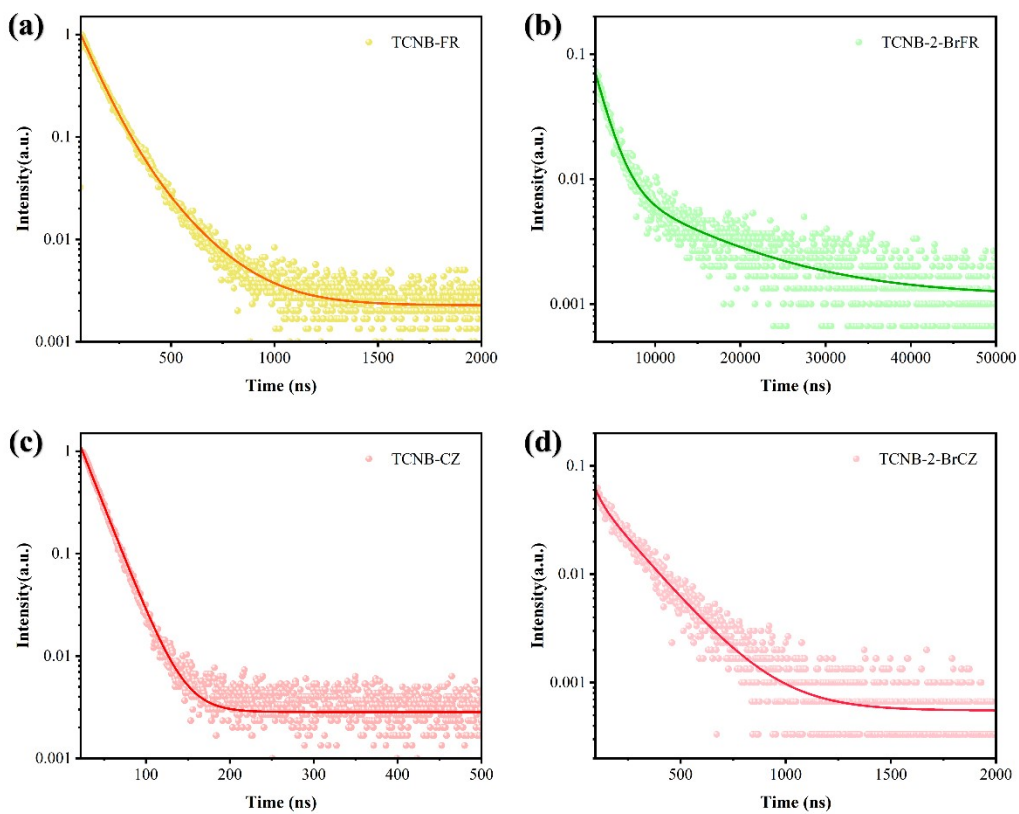 (a)
TCNB-FR
1
0.1
0.01
0.001
Intensity(a.u.)
500
1000
1500
2000
Time (ns)
(b)
TCNB-2-BrFR
0.1
0.01
0.001
Intensity(a.u.)
10000
20000
30000
40000
50000
Time (ns)
(c)
TCNB-CZ
1
0.1
0.01
0.001
Intensity(a.u.)
100
200
300
400
500
Time (ns)
(d)
TCNB-2-BrCZ
0.1
0.01
0.001
Intensity(a.u.)
500
1000
1500
2000
Time (ns)